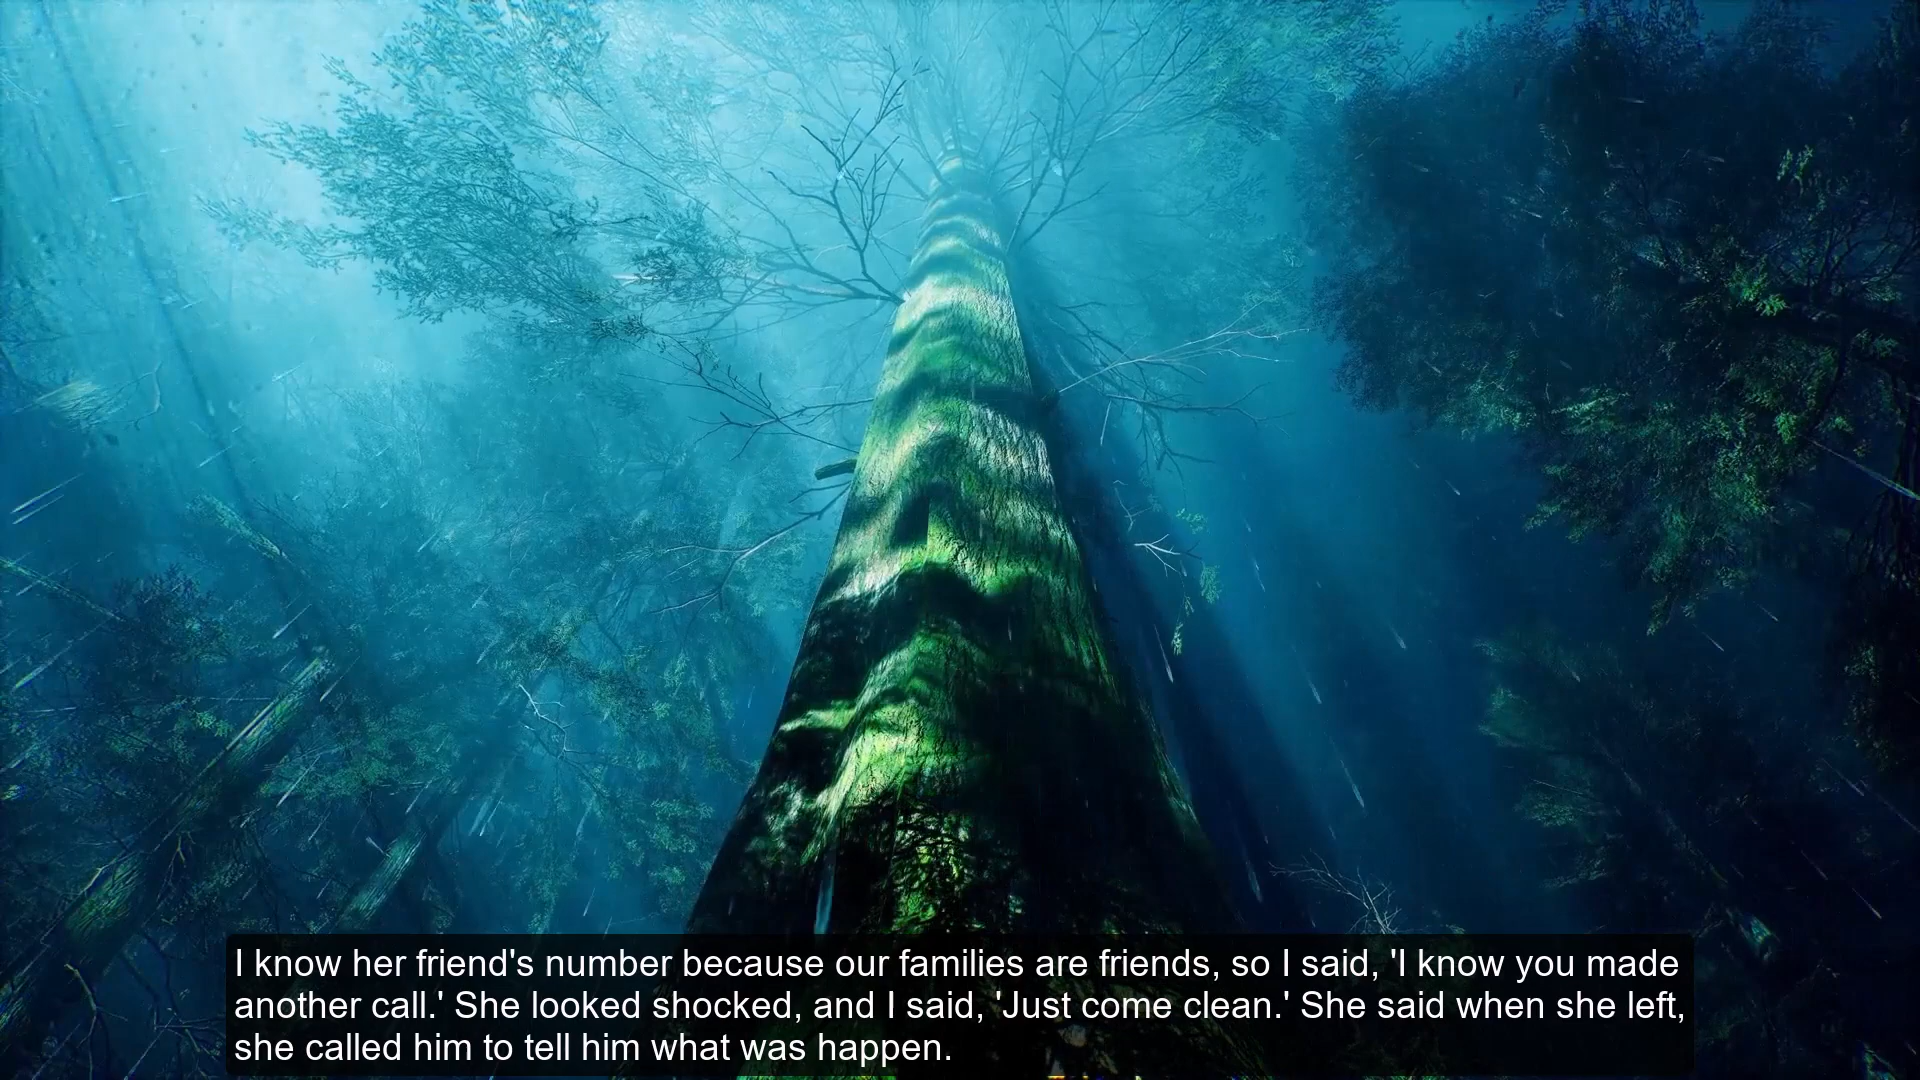 I know her friend's number because our families are friends, so I said, 'I know you made
another call.' She looked shocked, and I said, 'Just come clean.' She said when she left,
she called him to tell him what was happen.